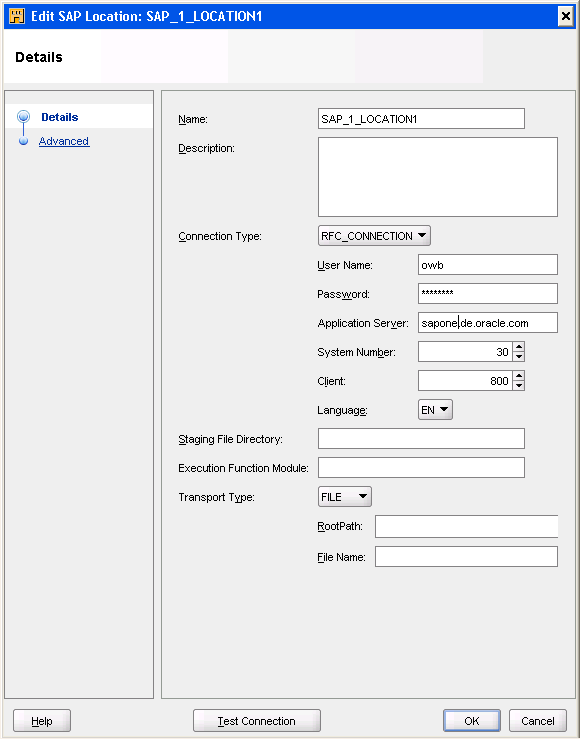 Edit SAP Location: SAP_1_LOCATION1
Details
Details
Advanced
Name: SAP_1_LOCATION1
Description:
Connection Type: RFC_CONNECTION
User Name: owb
Password: ********
Application Server: sapone.de.oracle.com
System Number: 30
Client: 800
Language: EN
Staging File Directory:
Execution Function Module:
Transport Type: FILE
RootPath:
File Name:
Help Test Connection OK Cancel